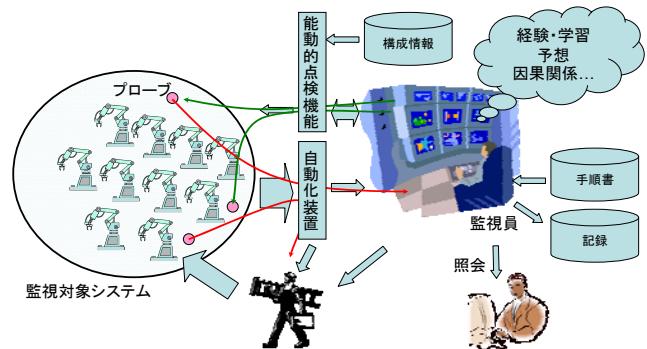 能動的点検機能
構成情報
経験・学習
予想
因果関係…
プローブ
自動化装置
手順書
監視員
記録
照会
監視対象システム